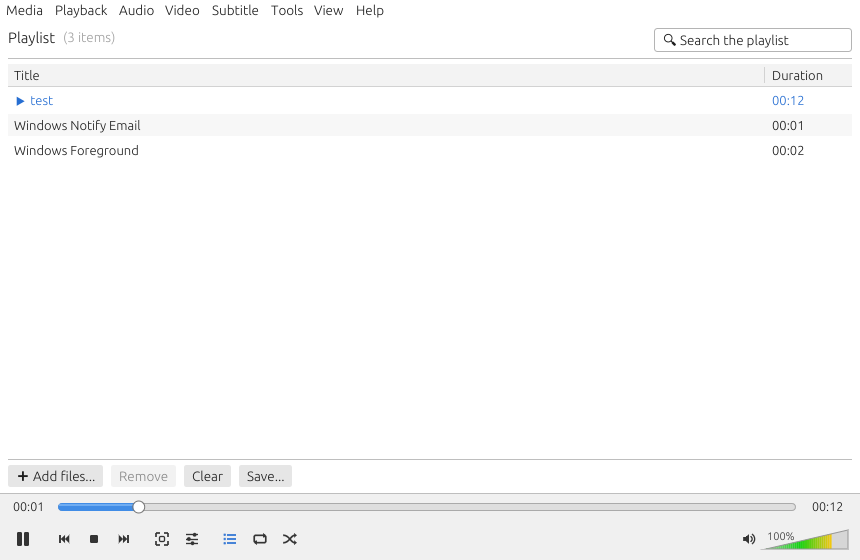 Media Playback Audio Video Subtitle Tools View Help
Playlist (3 items) Search the playlist
Title Duration
test 00:12
Windows Notify Email 00:01
Windows Foreground 00:02
Add files... Remove Clear Save...
00:01 00:12
100%